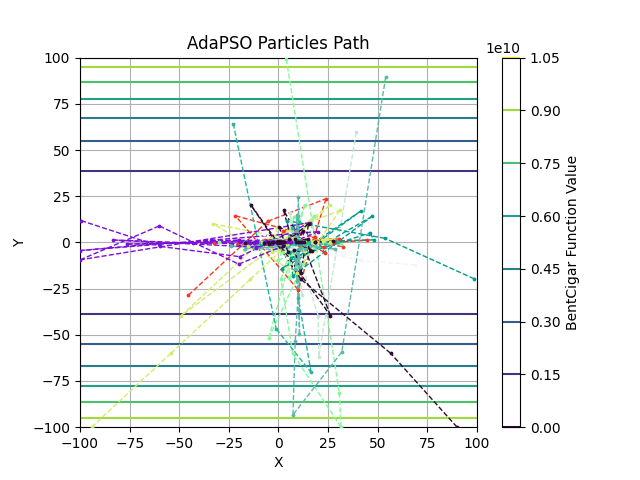 AdaPSO Particles Path
1e10
100
75
50
25
0
−25
−50
−75
−100
Y
−100 −75 −50 −25 0 25 50 75 100
X
1.05
0.90
0.75
0.60
0.45
0.30
0.15
0.00
BentCigar Function Value